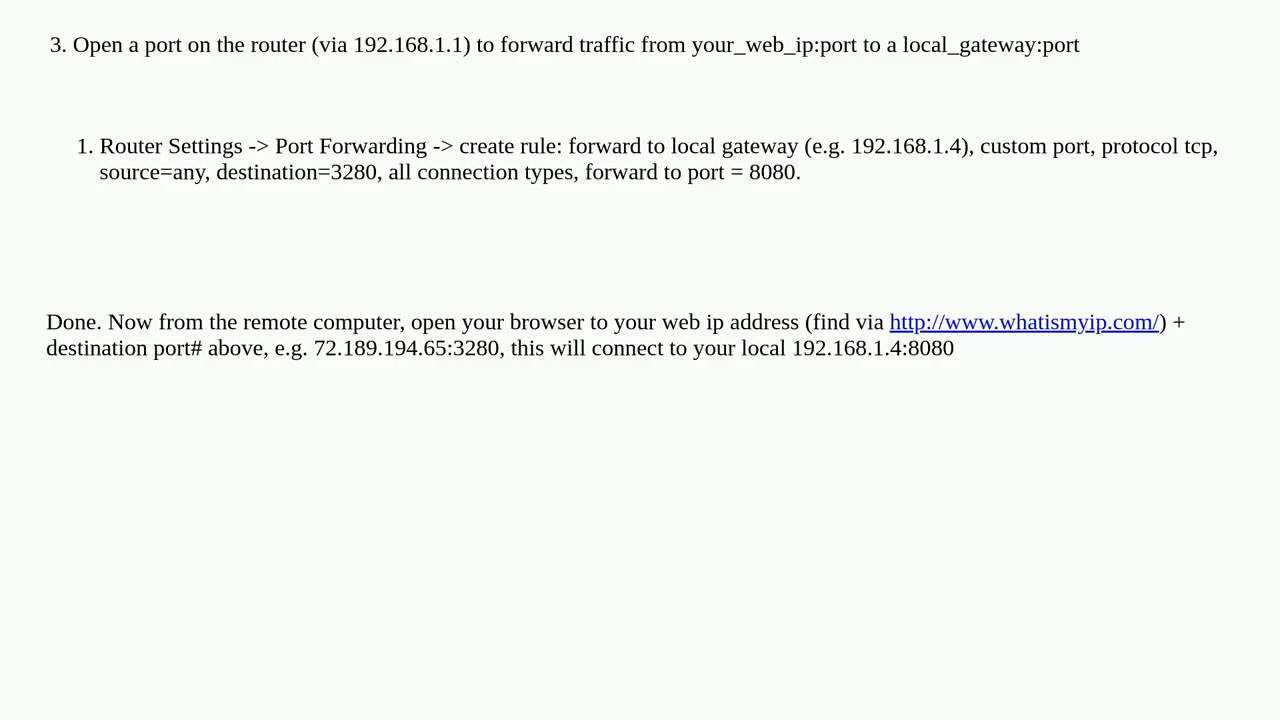 3. Open a port on the router (via 192.168.1.1) to forward traffic from your_web_ip:port to a local_gateway:port
1. Router Settings -> Port Forwarding -> create rule: forward to local gateway (e.g. 192.168.1.4), custom port, protocol tcp,
source=any, destination=3280, all connection types, forward to port = 8080.
Done. Now from the remote computer, open your browser to your web ip address (find via http://www.whatismyip.com/) +
destination port# above, e.g. 72.189.194.65:3280, this will connect to your local 192.168.1.4:8080